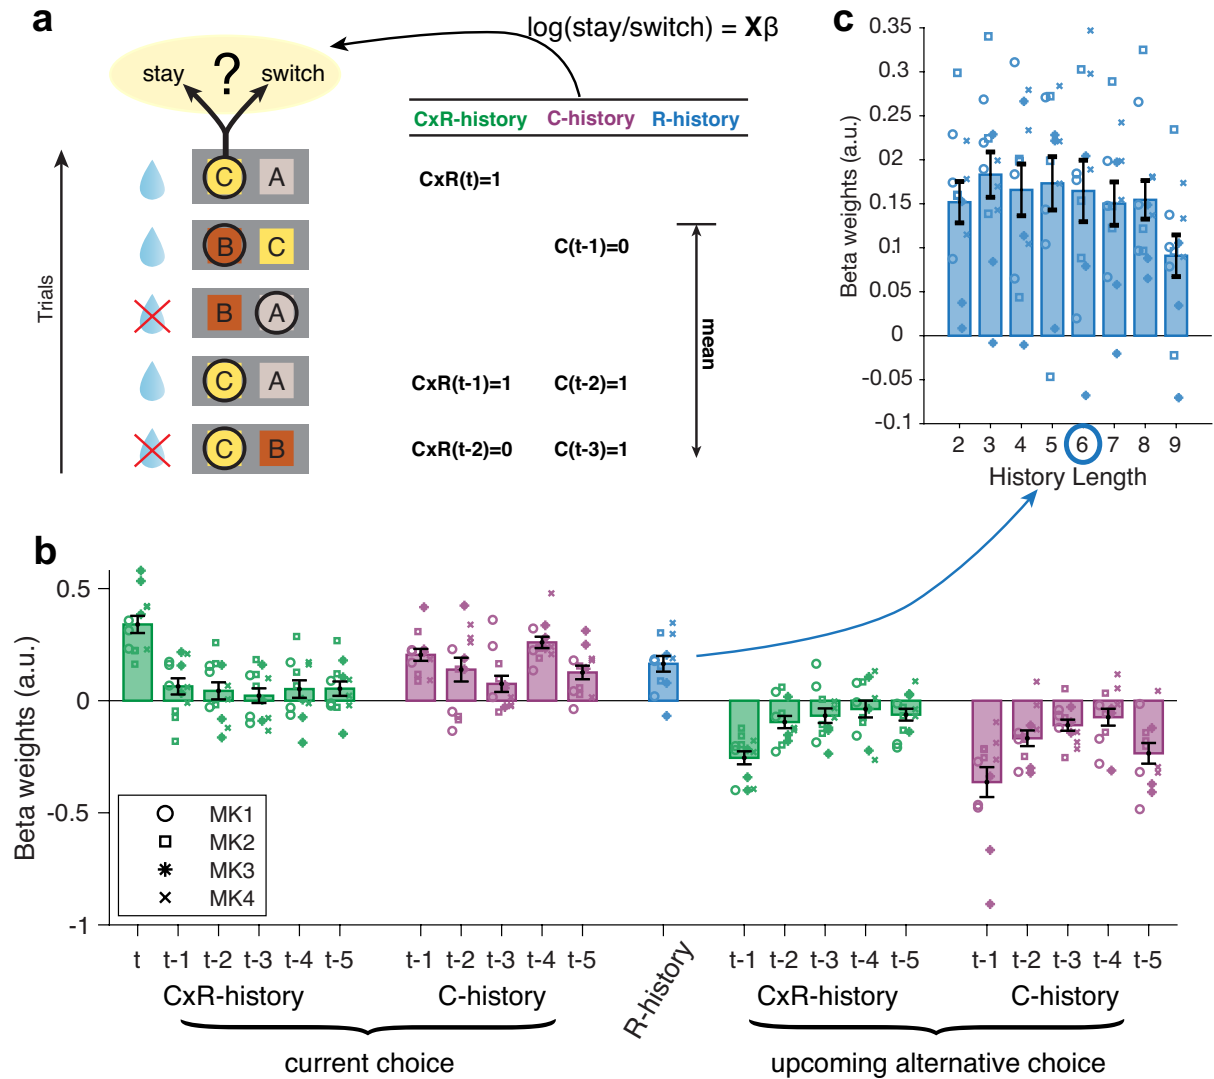 a
log(stay/switch) = Xβ
stay ? switch
CxR-history C-history R-history
C A
CxR(t)=1
B C
C(t-1)=0
B A
C A
CxR(t-1)=1 C(t-2)=1
C B
CxR(t-2)=0 C(t-3)=1
Trials
mean
c
0.35
0.3
0.25
0.2
0.15
0.1
0.05
0
-0.05
-0.1
Beta weights (a.u.)
2 3 4 5 6 7 8 9
History Length
b
0.5
0
-0.5
-1
Beta weights (a.u.)
MK1
MK2
MK3
MK4
t t-1 t-2 t-3 t-4 t-5 t-1 t-2 t-3 t-4 t-5 R-history t-1 t-2 t-3 t-4 t-5 t-1 t-2 t-3 t-4 t-5
CxR-history C-history CxR-history C-history
current choice upcoming alternative choice